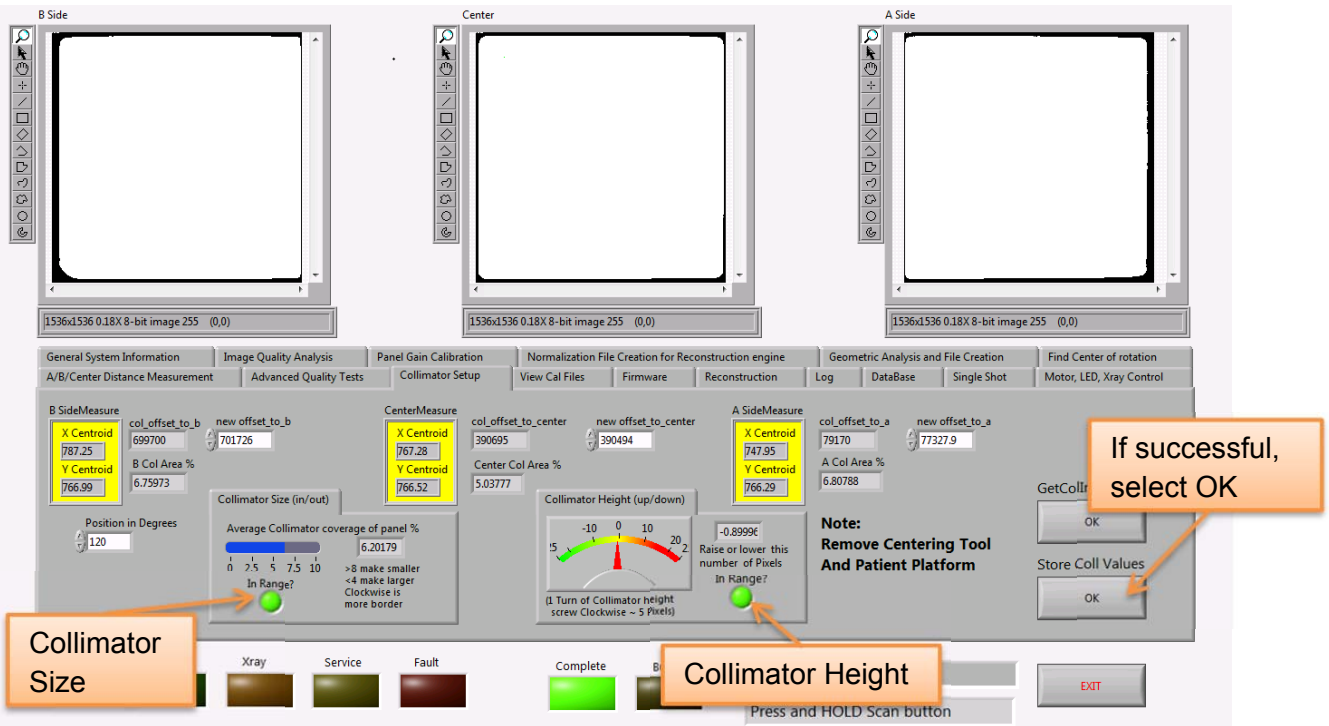 B Side
Center
A Side
1536x1536 0.18X 8-bit image 255 (0,0)
1536x1536 0.18X 8-bit image 255 (0,0)
1536x1536 0.18X 8-bit image 255 (0,0)
General System Information
Image Quality Analysis
Panel Gain Calibration
Normalization File Creation for Reconstruction engine
Geometric Analysis and File Creation
Find Center of rotation
A/B/Center Distance Measurement
Advanced Quality Tests
Collimator Setup
View Cal Files
Firmware
Reconstruction
Log
DataBase
Single Shot
Motor, LED, Xray Control
B SideMeasure
X Centroid
787.25
Y Centroid
766.99
col_offset_to_b
699700
B Col Area %
6.75973
new offset_to_b
701726
Position in Degrees
120
Collimator Size (in/out)
Average Collimator coverage of panel %
6.20179
0 2.5 5 7.5 10
In Range?
>8 make smaller
<4 make larger
Clockwise is
more border
CenterMeasure
X Centroid
767.28
Y Centroid
766.52
col_offset_to_center
390695
Center Col Area %
5.03777
new offset_to_center
390494
Collimator Height (up/down)
-10 0 10
20
-0.89996
Raise or lower this
number of Pixels
In Range?
(1 Turn of Collimator height
screw Clockwise ~ 5 Pixels)
A SideMeasure
X Centroid
747.95
Y Centroid
766.29
col_offset_to_a
79170
A Col Area %
6.80788
new offset_to_a
77327.9
Note:
Remove Centering Tool
And Patient Platform
If successful,
select OK
OK
Store Coll Values
OK
Collimator
Size
Collimator Height
Xray
Service
Fault
Complete
EXIT
Press and HOLD Scan button